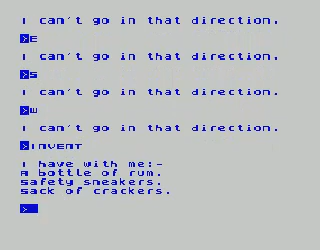 I can't go in that direction.
>E
I can't go in that direction.
>S
I can't go in that direction.
>W
I can't go in that direction.
>INVENT
I have with me:-
A bottle of rum.
safety sneakers.
sack of crackers.
>